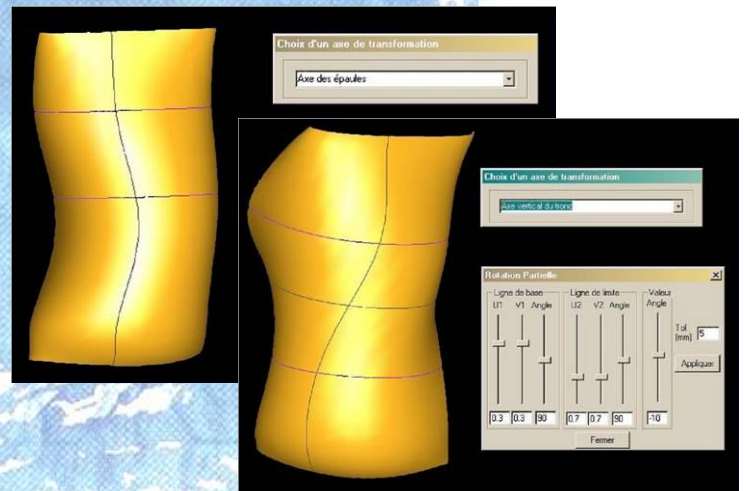 Choix d'un axe de transformation
Axe des épaules
Choix d'un axe de transformation
Axe vertical du tronc
Rotation Partielle
Ligne de base
Ligne de limite
Valeur
U1 V1 Angle
U2 V2 Angle
Angle
Tol (mm) 5
Appliquer
0.3 0.3 90
0.7 0.7 90
-10
Fermer